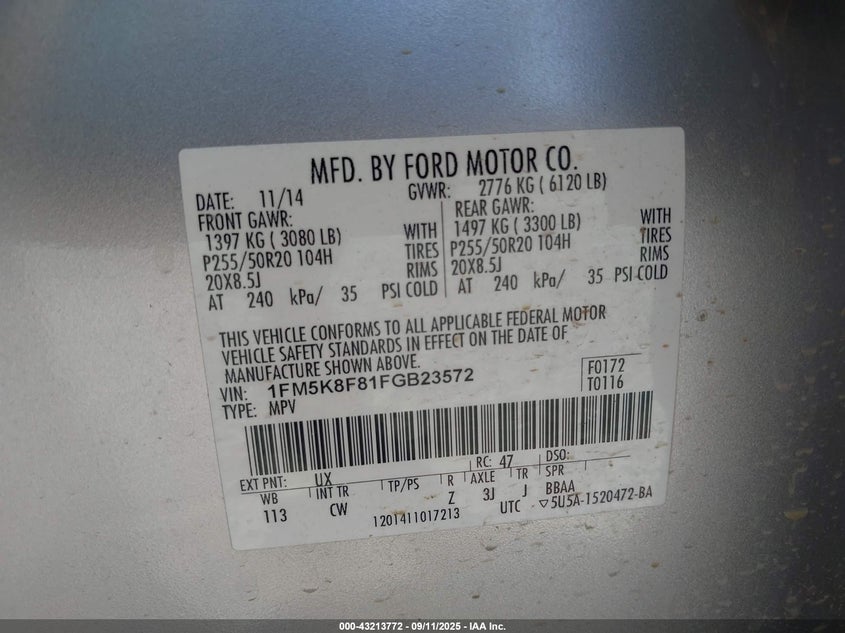 MFD. BY FORD MOTOR CO.
DATE: 11/14 GVWR: 2776 KG ( 6120 LB)
FRONT GAWR: REAR GAWR:
1397 KG ( 3080 LB) WITH 1497 KG ( 3300 LB) WITH
P255/50R20 104H TIRES P255/50R20 104H TIRES
20X8.5J RIMS 20X8.5J RIMS
AT 240 kPa/ 35 PSI COLD AT 240 kPa/ 35 PSI COLD
THIS VEHICLE CONFORMS TO ALL APPLICABLE FEDERAL MOTOR
VEHICLE SAFETY STANDARDS IN EFFECT ON THE DATE OF
MANUFACTURE SHOWN ABOVE.
VIN: 1FM5K8F81FGB23572 F0172
TYPE: MPV T0116
EXT PNT: UX RC: 47 DSO:
WB INT TR TP/PS R AXLE TR SPR
113 CW Z 3J J BBAA
1201411017213 UTC ▽5U5A-1520472-BA
000-43213772 - 09/11/2025 - IAA Inc.